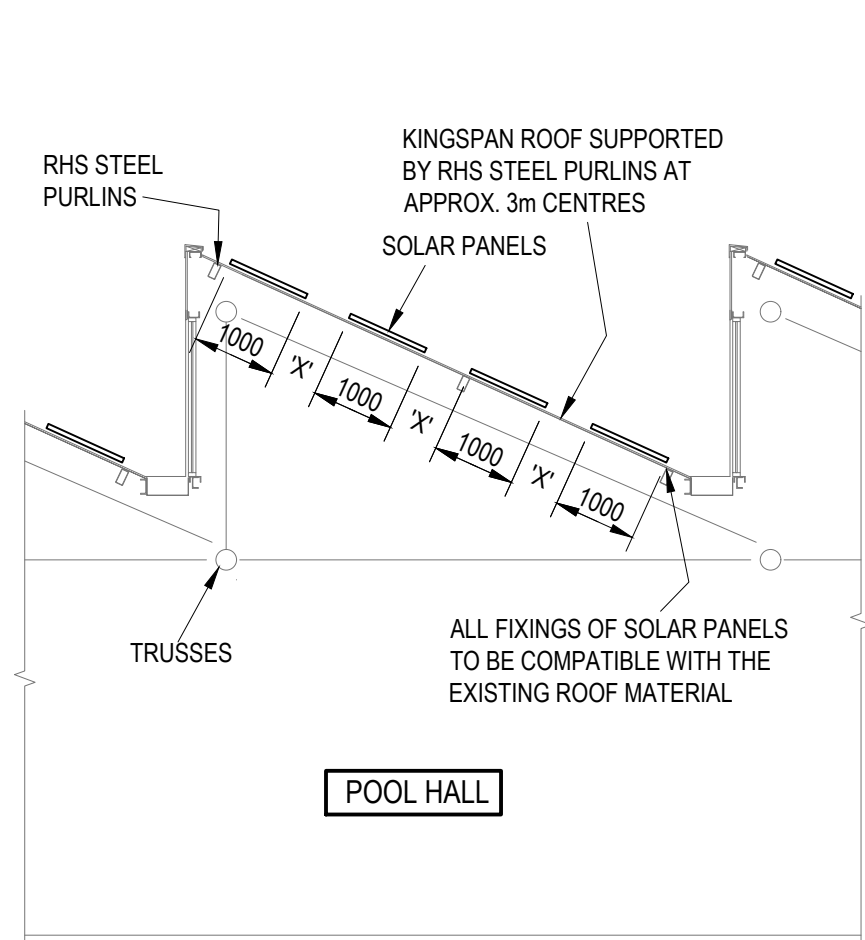 KINGSPAN ROOF SUPPORTED
BY RHS STEEL PURLINS AT
APPROX. 3m CENTRES
RHS STEEL
PURLINS
SOLAR PANELS
1000
'X'
1000
'X'
1000
'X'
1000
TRUSSES
ALL FIXINGS OF SOLAR PANELS
TO BE COMPATIBLE WITH THE
EXISTING ROOF MATERIAL
POOL HALL